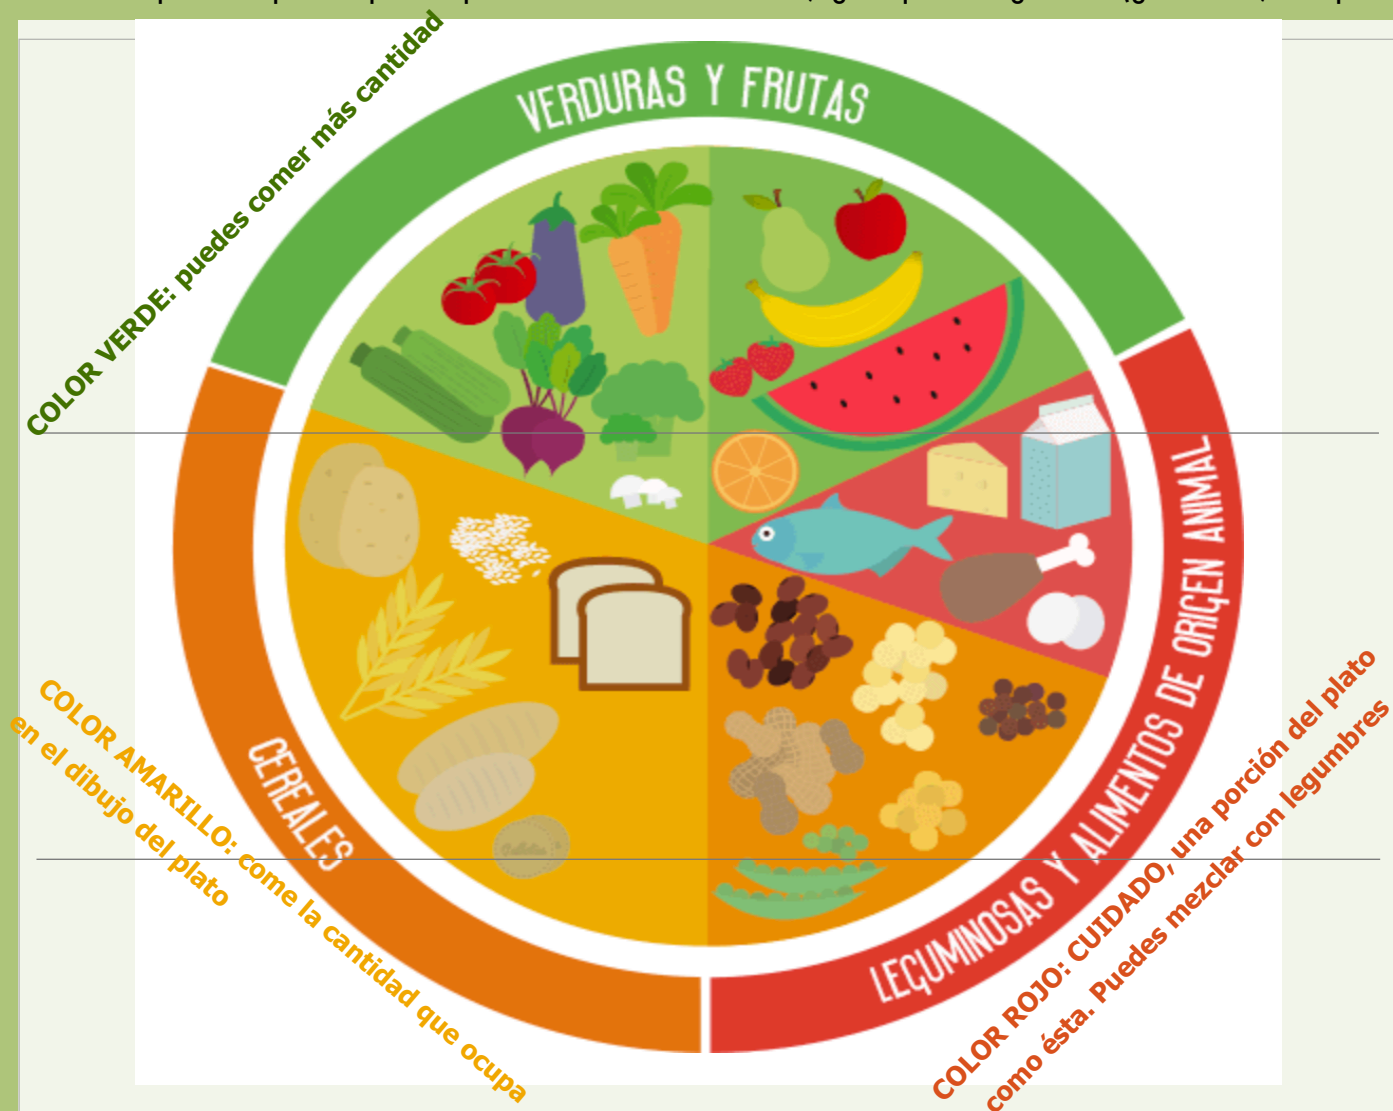 COLOR VERDE: puedes comer más cantidad
VERDURAS Y FRUTAS
CEREALES
LEGUMINOSAS Y ALIMENTOS DE ORIGEN ANIMAL
COLOR AMARILLO: come la cantidad que ocupa
en el dibujo del plato
COLOR ROJO: CUIDADO, una porción del plato
como ésta. Puedes mezclar con legumbres